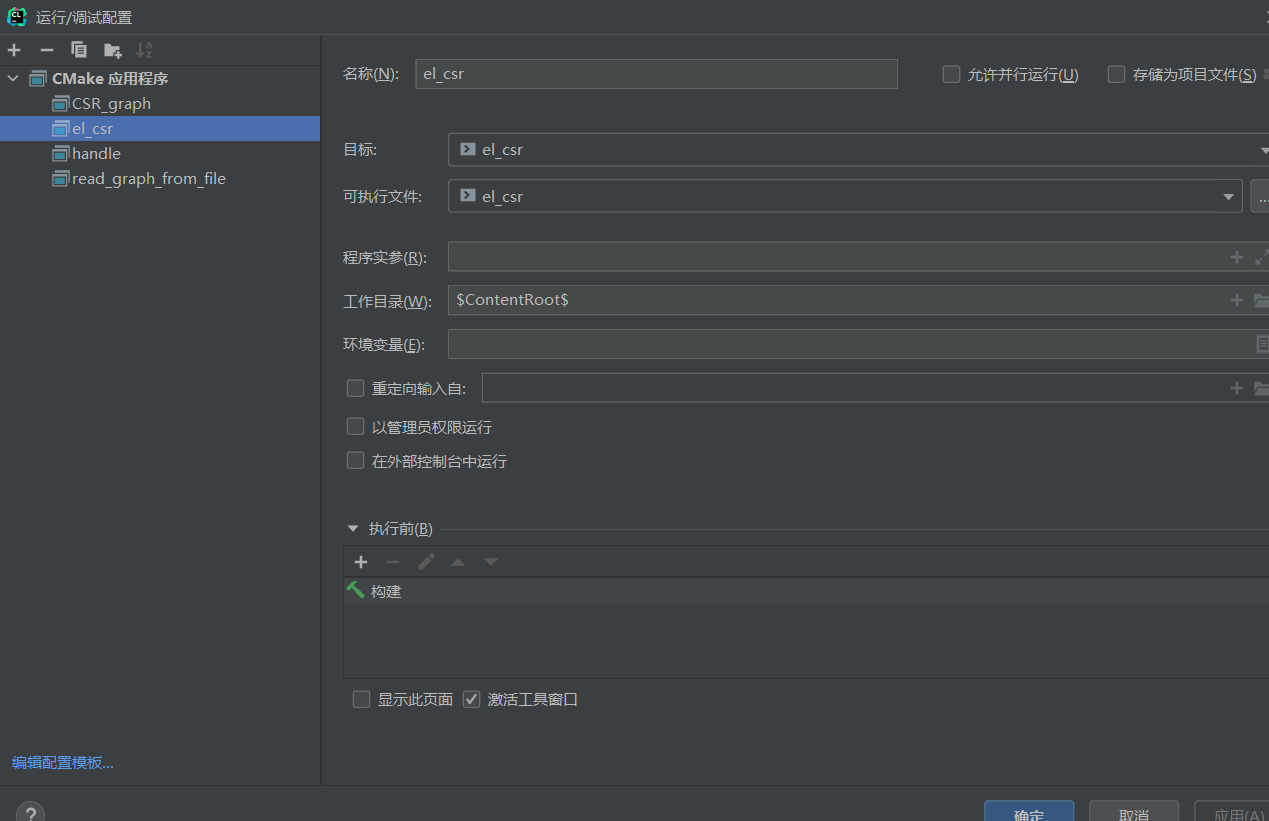 CL 运行/调试配置
CMake 应用程序
CSR_graph
el_csr
handle
read_graph_from_file
编辑配置模板...
?
名称(N): el_csr 允许并行运行(U) 存储为项目文件(S)
目标: el_csr
可执行文件: el_csr ...
程序实参(R):
工作目录(W): $ContentRoot$
环境变量(E):
重定向输入自:
以管理员权限运行
在外部控制台中运行
执行前(B)
构建
显示此页面 激活工具窗口
确定 取消 应用(A)